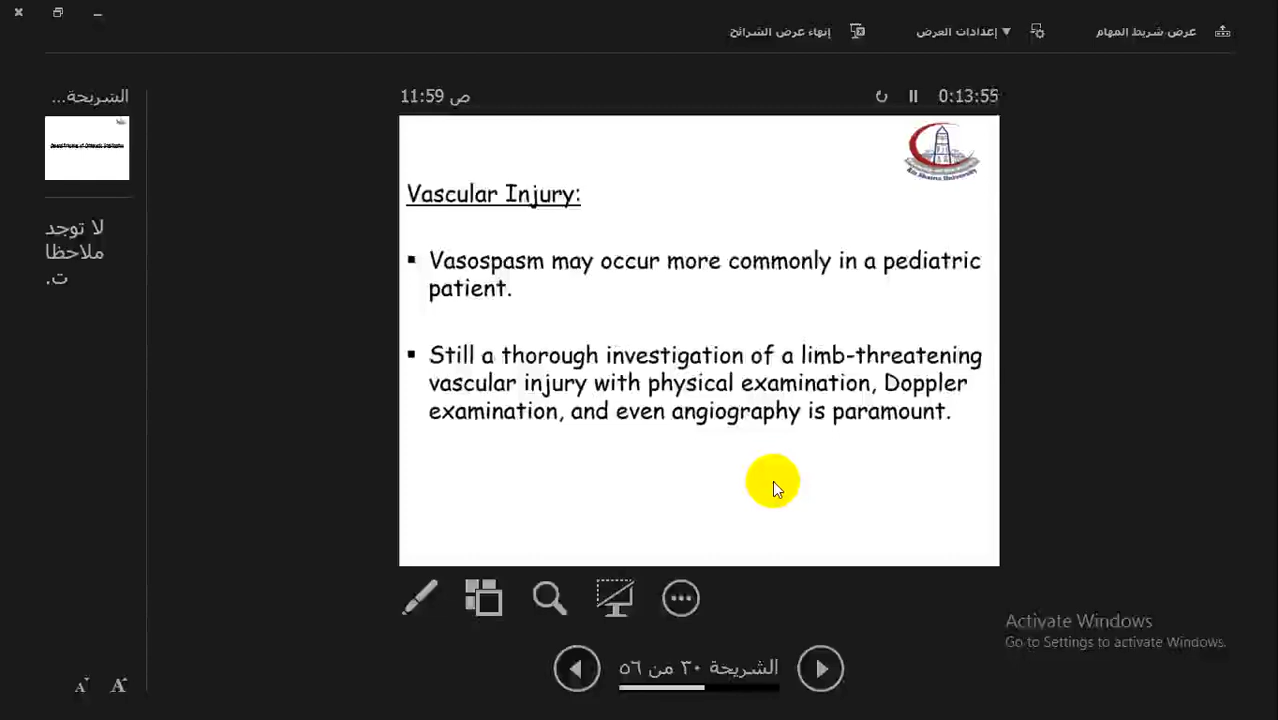 عرض شريط المهام
إعدادات العرض ▼
إنهاء عرض الشرائح
الشريحة...
11:59 ص
0:13:55
Ain Shams University
Vascular Injury:
▪ Vasospasm may occur more commonly in a pediatric
patient.
▪ Still a thorough investigation of a limb-threatening
vascular injury with physical examination, Doppler
examination, and even angiography is paramount.
لا توجد
ملاحظا
ت.
Activate Windows
Go to Settings to activate Windows.
الشريحة ٣٠ من ٥٦
A A